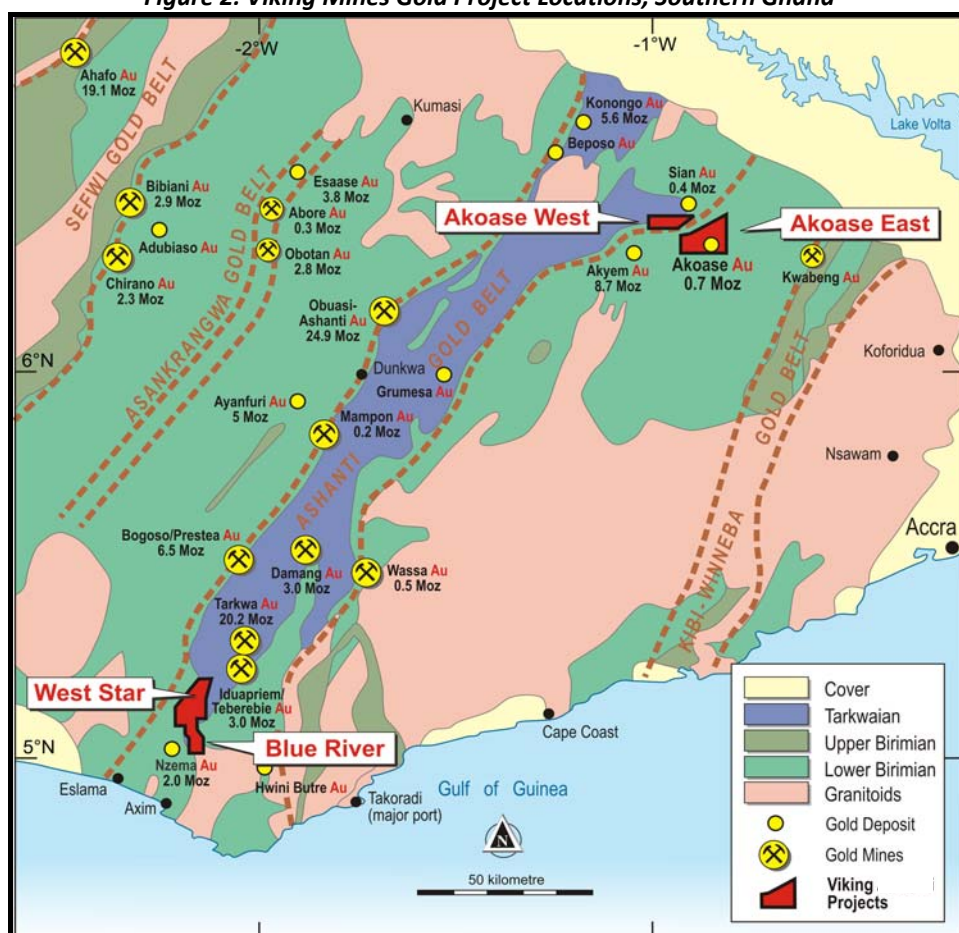 Figure 2: Viking Mines Gold Project Locations, Southern Ghana
-2°W
-1°W
Ahafo Au
19.1 Moz
SEFWI GOLD BELT
Kumasi
Konongo Au
5.6 Moz
Beposo Au
Lake Volta
Bibiani Au
2.9 Moz
Adubiaso Au
Esaase Au
3.8 Moz
Abore Au
0.3 Moz
Sian Au
0.4 Moz
Akoase West
Akoase East
Chirano Au
2.3 Moz
Obotan Au
2.8 Moz
Akyem Au
8.7 Moz
Akoase Au
0.7 Moz
Kwabeng Au
ASANKRANGWA GOLD BELT
Obuasi-
Ashanti Au
24.9 Moz
6°N
Dunkwa
Grumesa Au
Koforidua
Ayanfuri Au
5 Moz
Mampon Au
0.2 Moz
ASHANTI GOLD BELT
Nsawam
Bogoso/Prestea Au
6.5 Moz
Damang Au
3.0 Moz
Wassa Au
0.5 Moz
Accra
KIBI-WINNEBA GOLD BELT
Tarkwa Au
20.2 Moz
West Star
Iduapriem/
Teberebie Au
3.0 Moz
Blue River
5°N
Nzema Au
2.0 Moz
Hwini Butre Au
Cape Coast
Eslama
Axim
Takoradi
(major port)
Gulf of Guinea
N
50 kilometre
Cover
Tarkwaian
Upper Birimian
Lower Birimian
Granitoids
Gold Deposit
Gold Mines
Viking
Projects